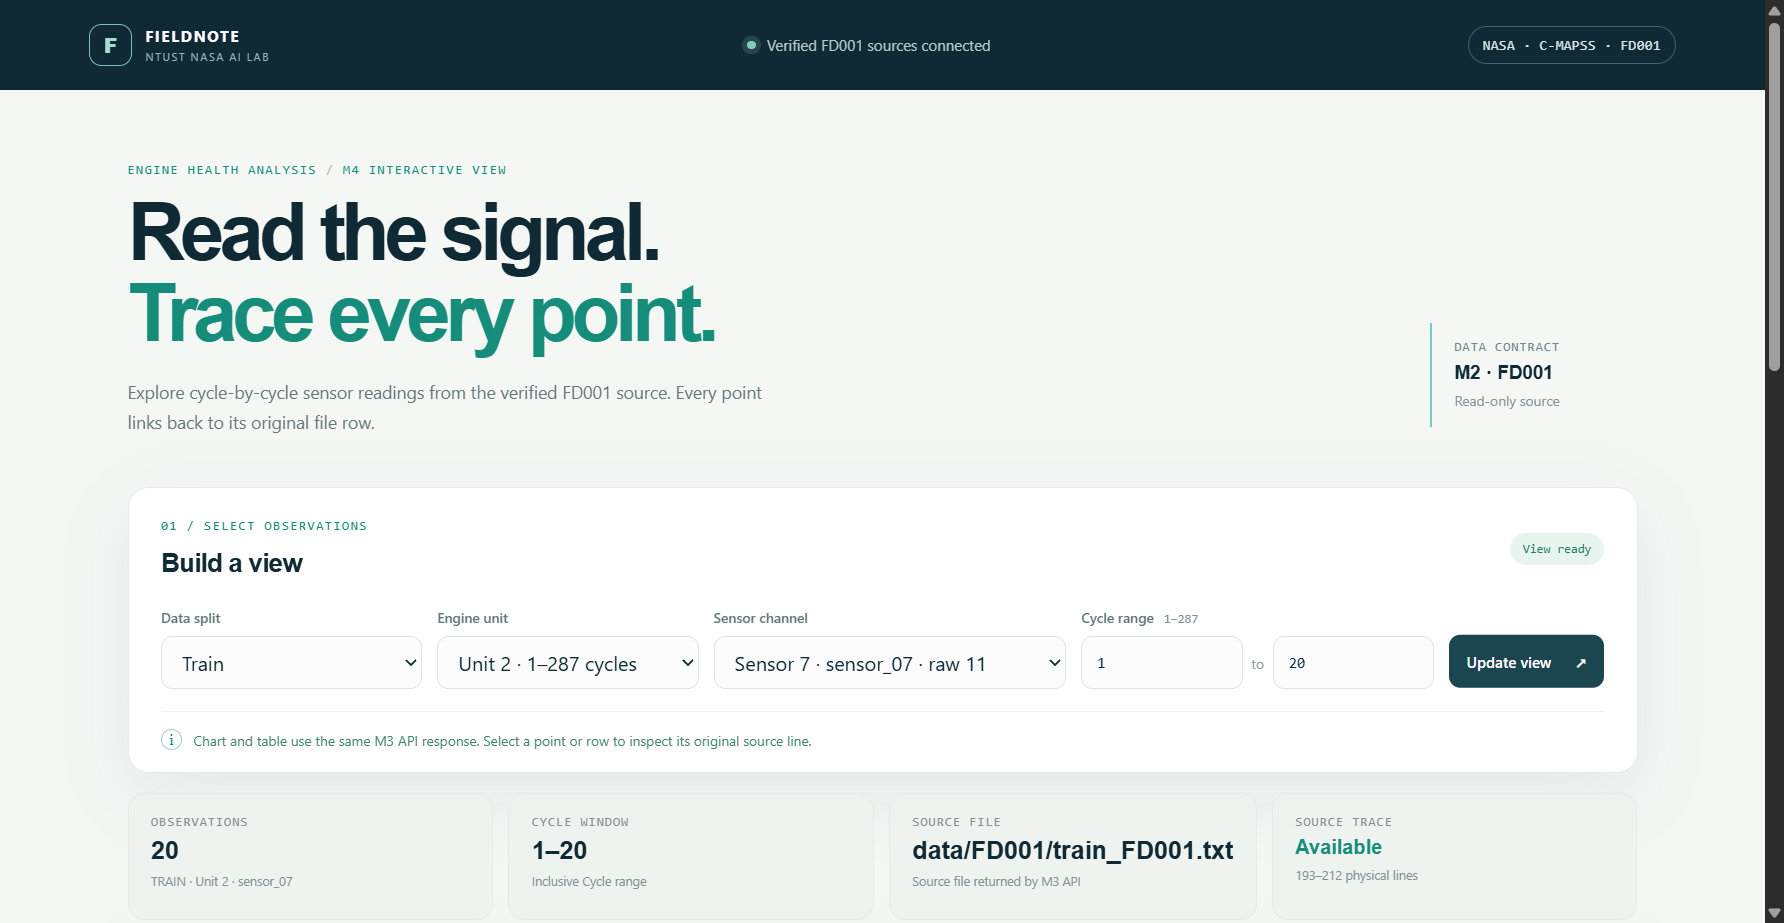 F
FIELDNOTE
NTUST NASA AI LAB
Verified FD001 sources connected
NASA · C-MAPSS · FD001
ENGINE HEALTH ANALYSIS / M4 INTERACTIVE VIEW
Read the signal.
Trace every point.
Explore cycle-by-cycle sensor readings from the verified FD001 source. Every point
links back to its original file row.
DATA CONTRACT
M2 · FD001
Read-only source
01 / SELECT OBSERVATIONS
Build a view
View ready
Data split
Engine unit
Sensor channel
Cycle range 1–287
Train
Unit 2 · 1–287 cycles
Sensor 7 · sensor_07 · raw 11
1
to
20
Update view ↗
i
Chart and table use the same M3 API response. Select a point or row to inspect its original source line.
OBSERVATIONS
20
TRAIN · Unit 2 · sensor_07
CYCLE WINDOW
1–20
Inclusive Cycle range
SOURCE FILE
data/FD001/train_FD001.txt
Source file returned by M3 API
SOURCE TRACE
Available
193–212 physical lines